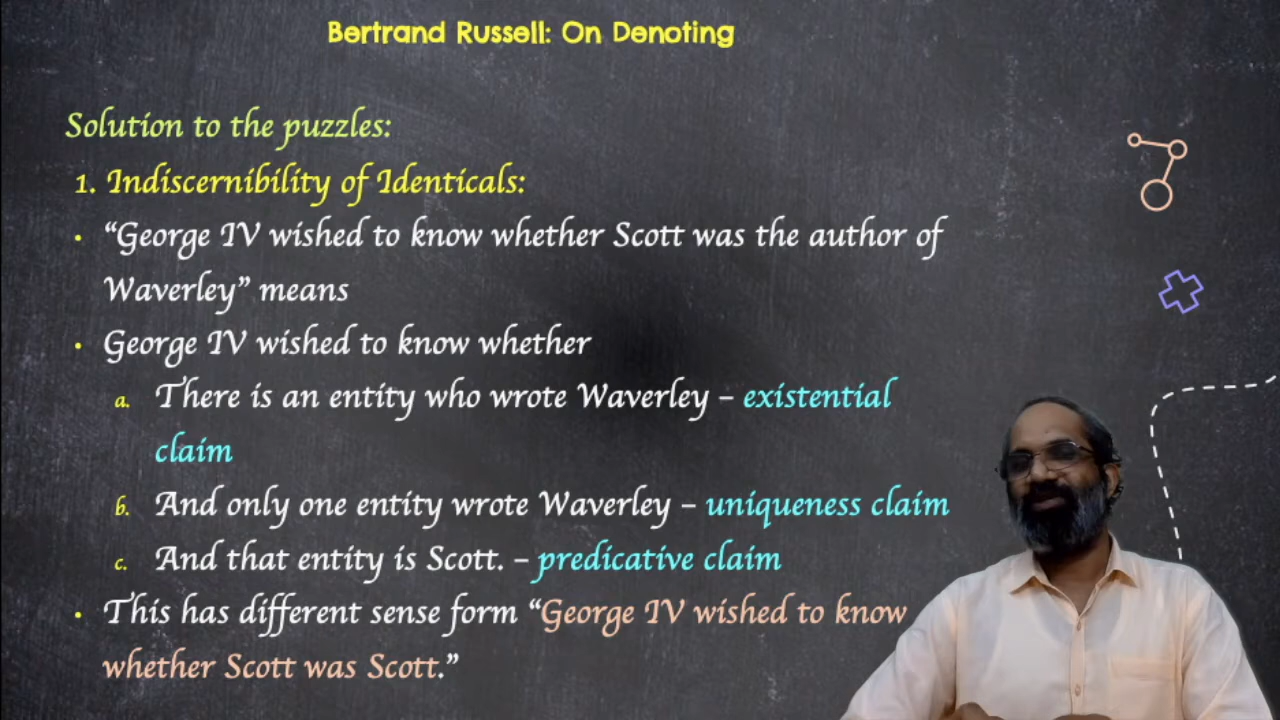 Bertrand Russell: On Denoting
Solution to the puzzles:
1. Indiscernibility of Identicals:
• “George IV wished to know whether Scott was the author of
Waverley” means
• George IV wished to know whether
a. There is an entity who wrote Waverley – existential
claim
b. And only one entity wrote Waverley – uniqueness claim
c. And that entity is Scott. – predicative claim
• This has different sense form “George IV wished to know
whether Scott was Scott.”